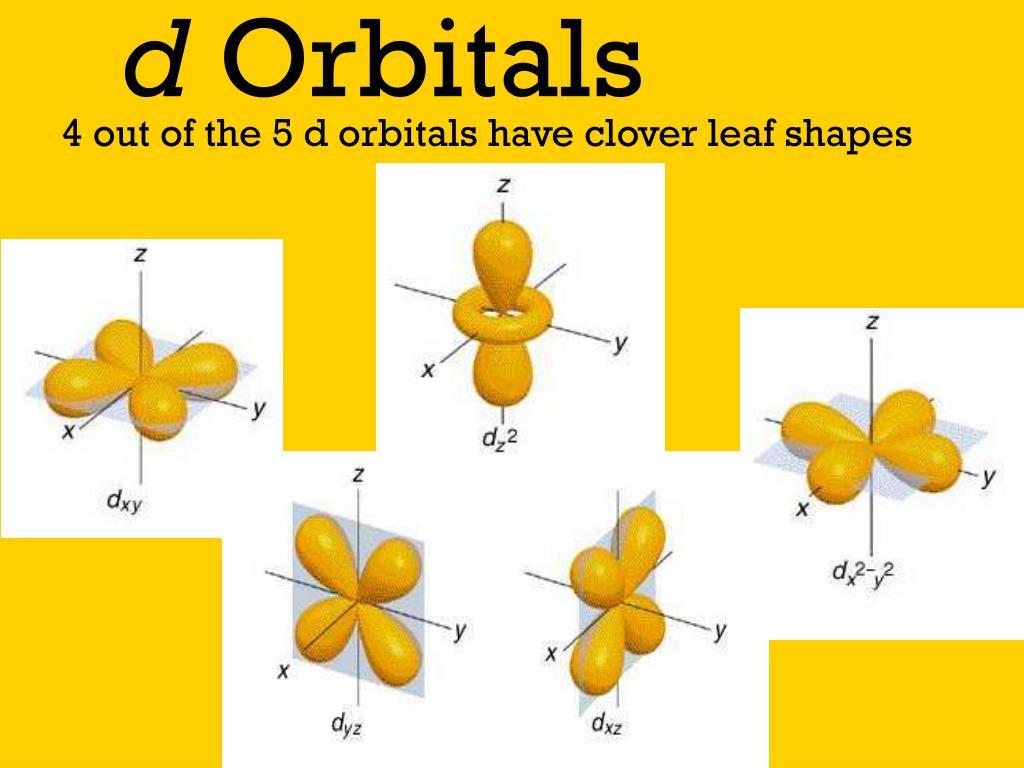 d Orbitals
4 out of the 5 d orbitals have clover leaf shapes
z
x
y
dxy
z
x
y
dz2
z
x
y
dx2-y2
z
x
y
dyz
x
y
dxz